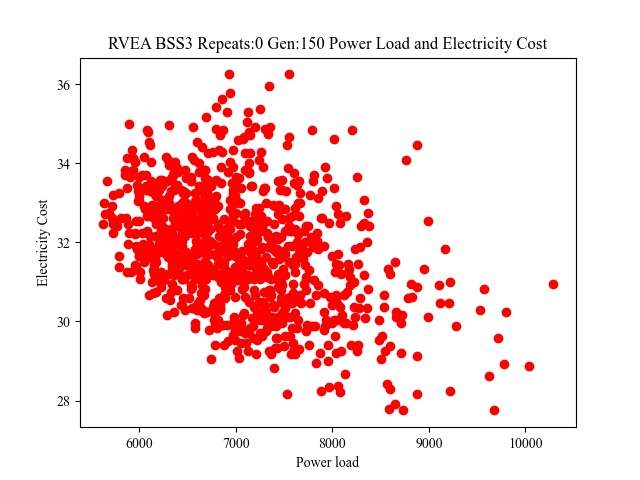 RVEA BSS3 Repeats:0 Gen:150 Power Load and Electricity Cost
36
34
32
30
28
Electricity Cost
6000 7000 8000 9000 10000
Power load